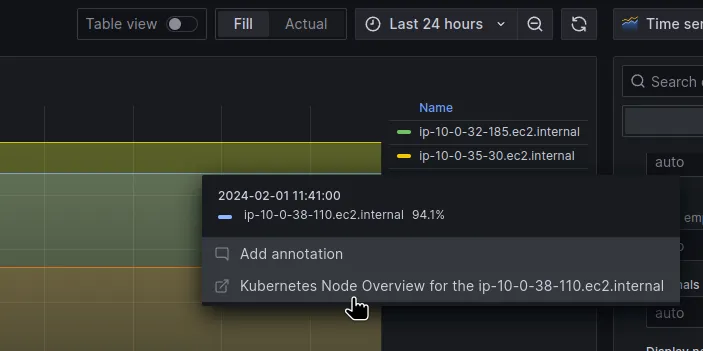 Table view
Fill
Actual
Last 24 hours
Time ser
Search o
Name
ip-10-0-32-185.ec2.internal
ip-10-0-35-30.ec2.internal
auto
2024-02-01 11:41:00
ip-10-0-38-110.ec2.internal 94.1%
emp
Add annotation
Kubernetes Node Overview for the ip-10-0-38-110.ec2.internal
nals
auto